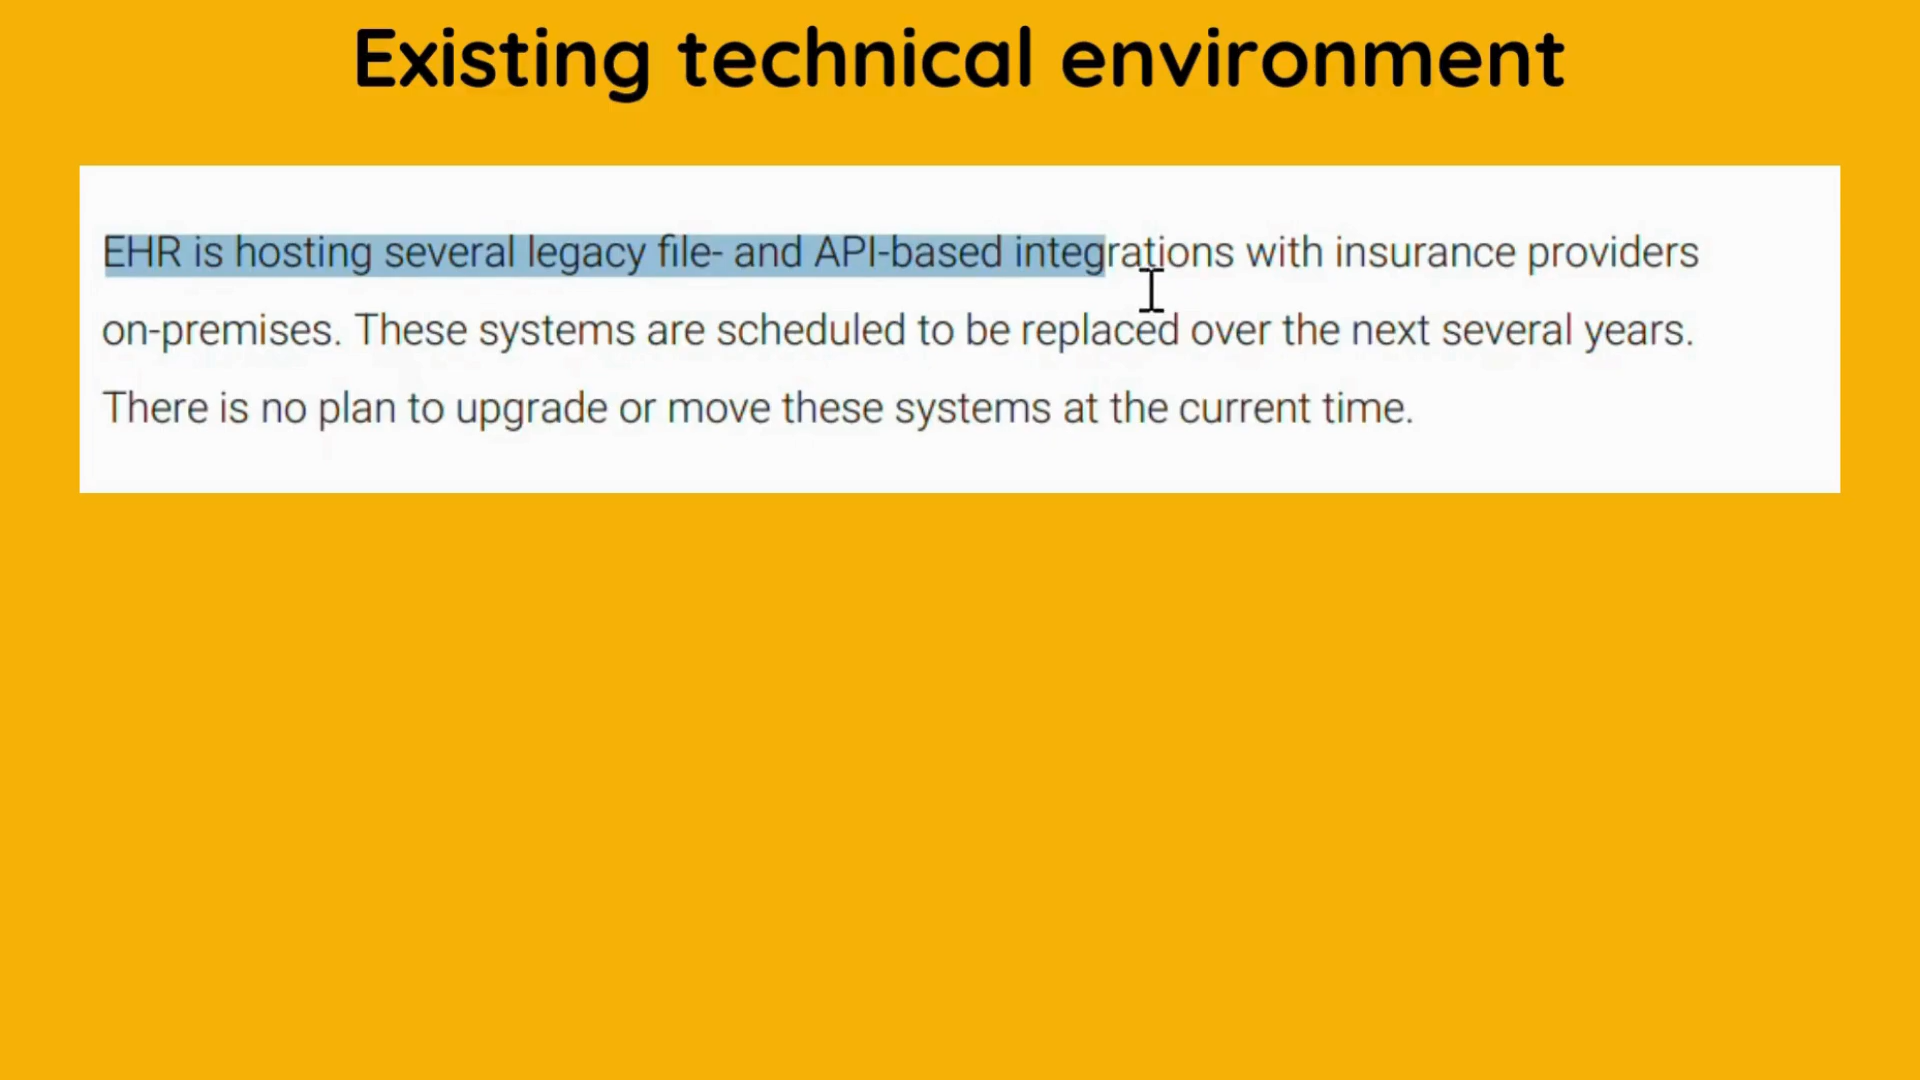 Existing technical environment
EHR is hosting several legacy file- and API-based integrations with insurance providers
on-premises. These systems are scheduled to be replaced over the next several years.
There is no plan to upgrade or move these systems at the current time.